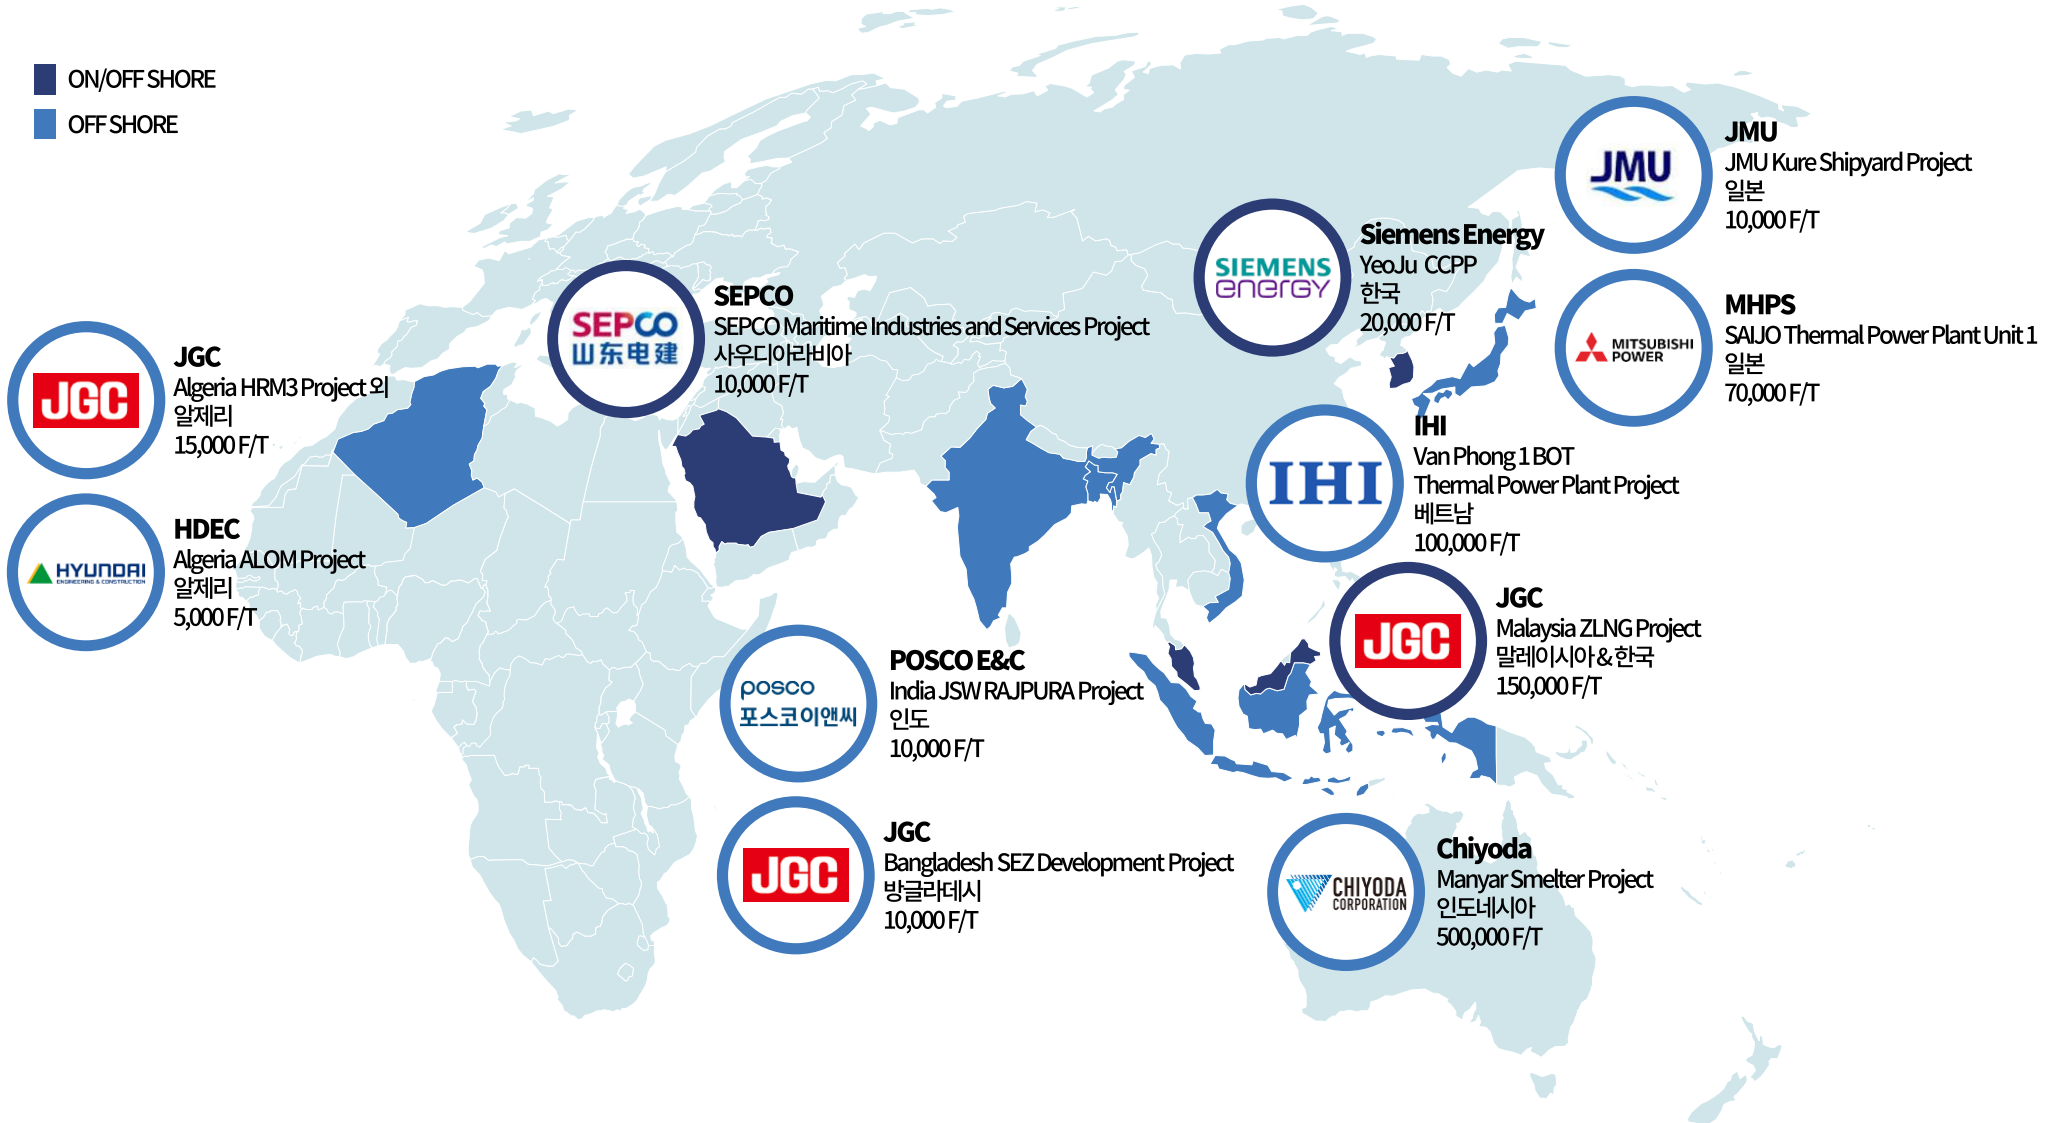 ON/OFF SHORE
OFF SHORE
JGC
JGC
Algeria HRM3 Project 외
알제리
15,000 F/T
HYUNDAI
ENGINEERING & CONSTRUCTION
HDEC
Algeria ALOM Project
알제리
5,000 F/T
SEPCO
山东电建
SEPCO
SEPCO Maritime Industries and Services Project
사우디아라비아
10,000 F/T
posco
포스코이앤씨
POSCO E&C
India JSW RAJPURA Project
인도
10,000 F/T
JGC
JGC
Bangladesh SEZ Development Project
방글라데시
10,000 F/T
SIEMENS
energy
Siemens Energy
YeoJu CCPP
한국
20,000 F/T
JMU
JMU
JMU Kure Shipyard Project
일본
10,000 F/T
MITSUBISHI
POWER
MHPS
SAIJO Thermal Power Plant Unit 1
일본
70,000 F/T
IHI
IHI
Van Phong 1 BOT
Thermal Power Plant Project
베트남
100,000 F/T
JGC
JGC
Malaysia ZLNG Project
말레이시아 & 한국
150,000 F/T
CHIYODA
CORPORATION
Chiyoda
Manyar Smelter Project
인도네시아
500,000 F/T